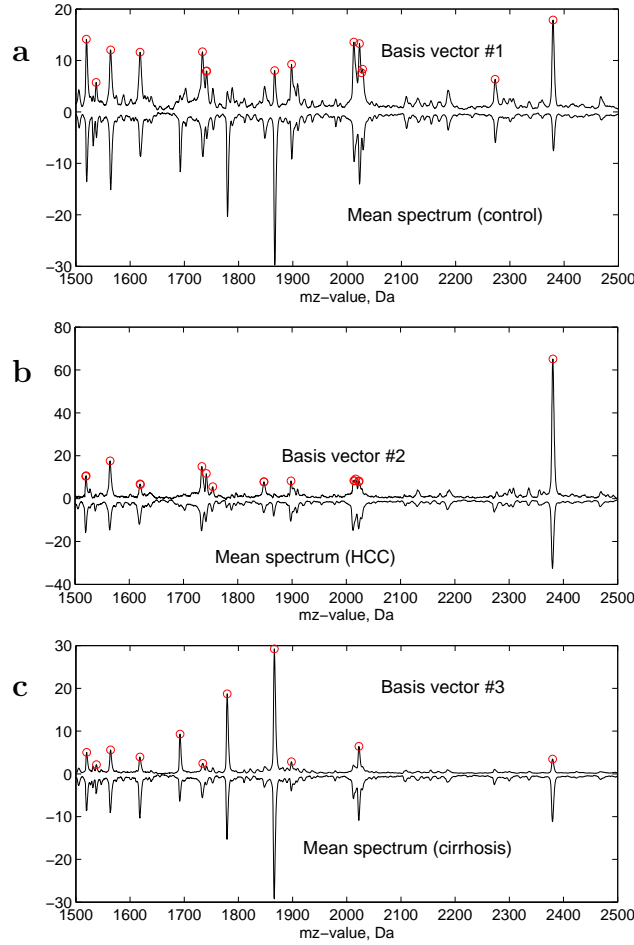 a
20
10
0
−10
−20
−30
Basis vector #1
Mean spectrum (control)
1500 1600 1700 1800 1900 2000 2100 2200 2300 2400 2500
mz−value, Da
b
80
60
40
20
0
−20
−40
Basis vector #2
Mean spectrum (HCC)
1500 1600 1700 1800 1900 2000 2100 2200 2300 2400 2500
mz−value, Da
c
30
20
10
0
−10
−20
−30
Basis vector #3
Mean spectrum (cirrhosis)
1500 1600 1700 1800 1900 2000 2100 2200 2300 2400 2500
mz−value, Da